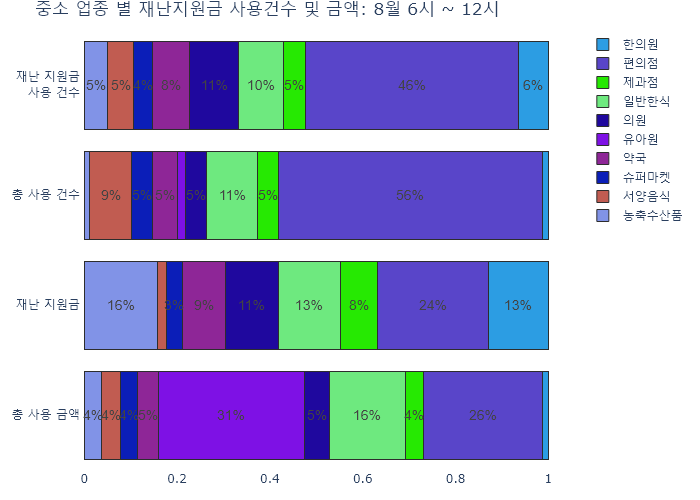 중소 업종 별 재난지원금 사용건수 및 금액: 8월 6시 ~ 12시
재난 지원금
사용 건수
5%
5%
4%
8%
11%
10%
5%
46%
6%
총 사용 건수
9%
5%
5%
5%
11%
5%
56%
재난 지원금
16%
3%
9%
11%
13%
8%
24%
13%
총 사용 금액
4%
4%
4%
5%
31%
5%
16%
4%
26%
0
0.2
0.4
0.6
0.8
1
한의원
편의점
제과점
일반한식
의원
유아원
약국
슈퍼마켓
서양음식
농축수산품